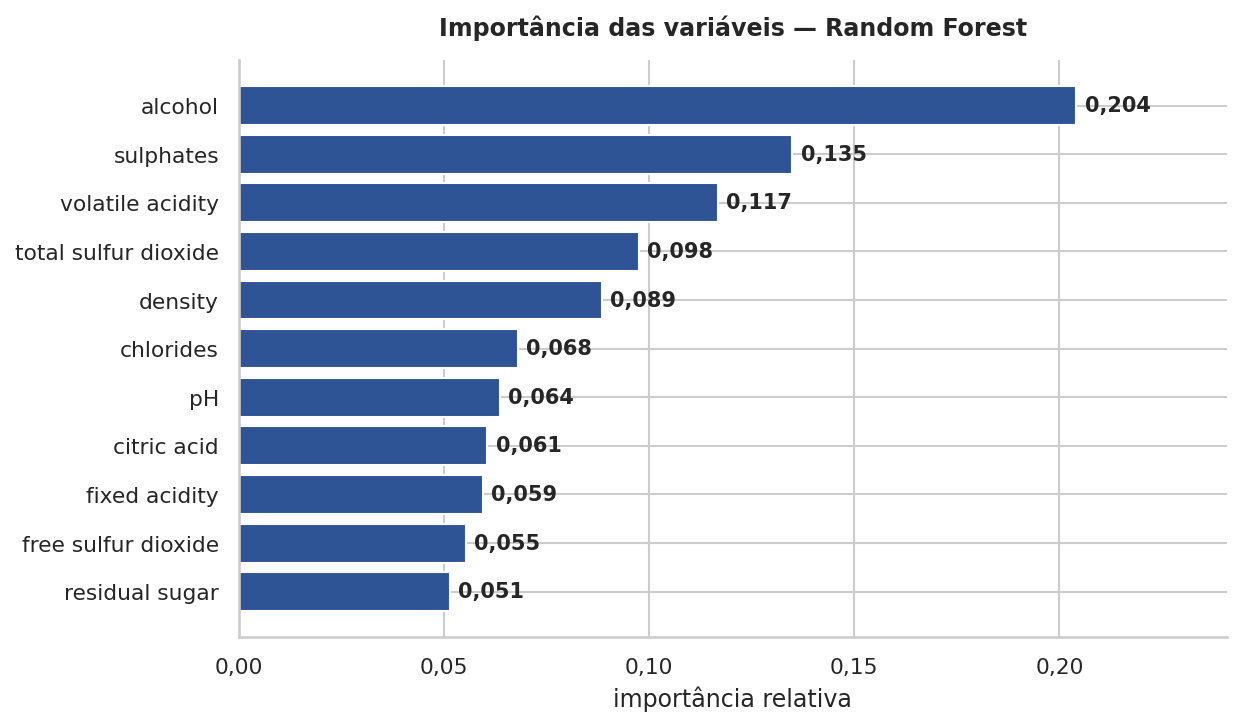 Importância das variáveis — Random Forest
alcohol 0,204
sulphates 0,135
volatile acidity 0,117
total sulfur dioxide 0,098
density 0,089
chlorides 0,068
pH 0,064
citric acid 0,061
fixed acidity 0,059
free sulfur dioxide 0,055
residual sugar 0,051
0,00 0,05 0,10 0,15 0,20
importância relativa